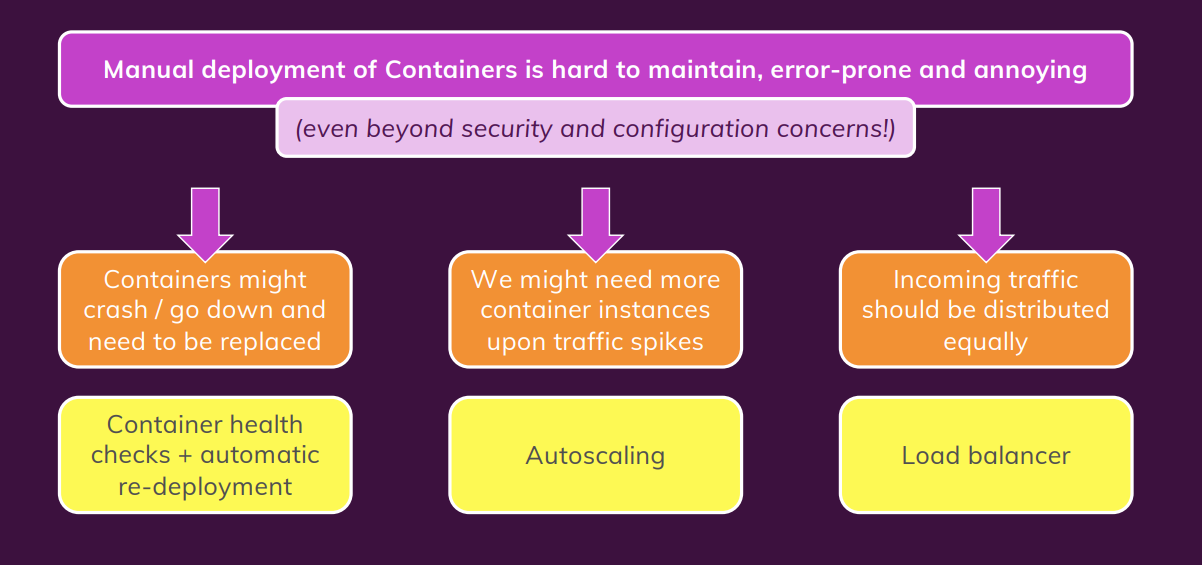 Manual deployment of Containers is hard to maintain, error-prone and annoying
(even beyond security and configuration concerns!)
Containers might
crash / go down and
need to be replaced
We might need more
container instances
upon traffic spikes
Incoming traffic
should be distributed
equally
Container health
checks + automatic
re-deployment
Autoscaling
Load balancer